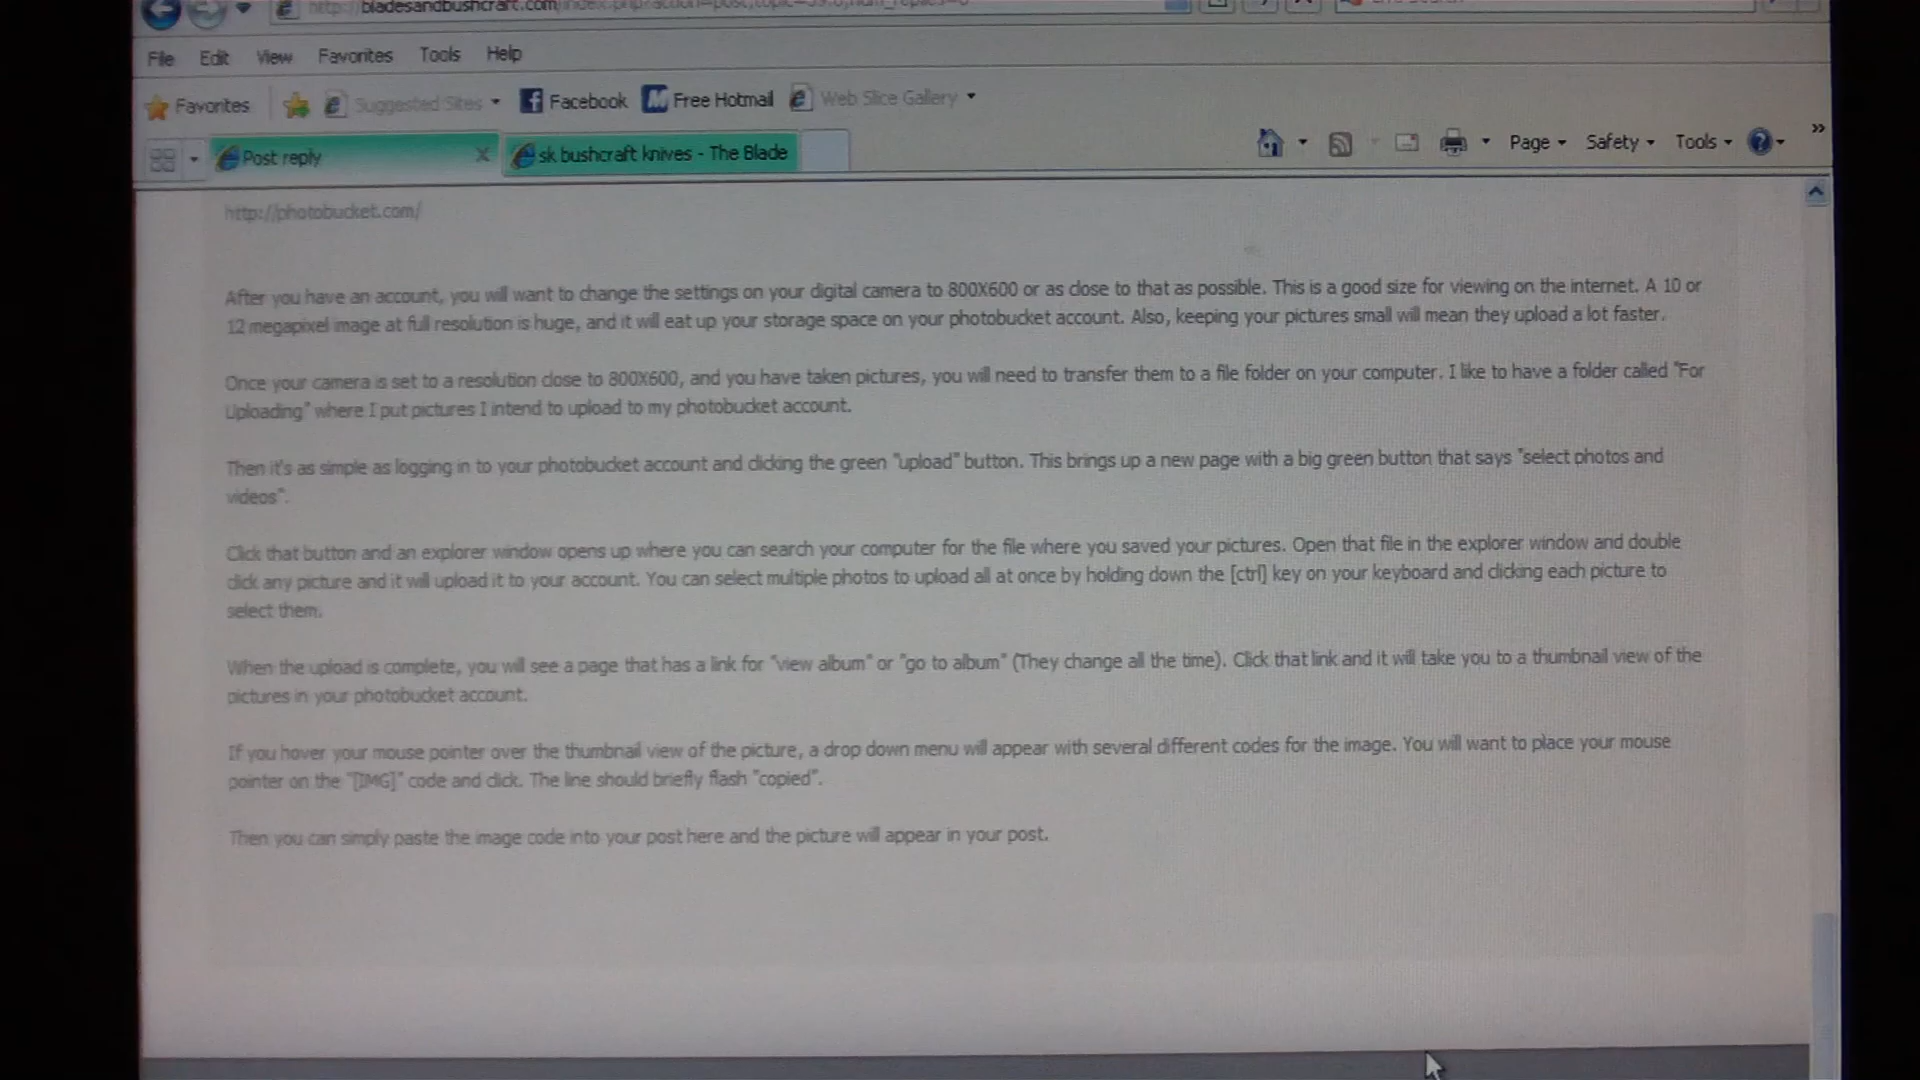 http://bladesandbushcraft.com/index.php?action=post;topic=
File Edit View Favorites Tools Help
Favorites Suggested Sites Facebook Free Hotmail Web Slice Gallery
Post reply X sk bushcraft knives - The Blade Page Safety Tools
http://photobucket.com/
After you have an account, you will want to change the settings on your digital camera to 800X600 or as close to that as possible. This is a good size for viewing on the internet. A 10 or
12 megapixel image at full resolution is huge, and it will eat up your storage space on your photobucket account. Also, keeping your pictures small will mean they upload a lot faster.
Once your camera is set to a resolution close to 800X600, and you have taken pictures, you will need to transfer them to a file folder on your computer. I like to have a folder called "For
Uploading" where I put pictures I intend to upload to my photobucket account.
Then it's as simple as logging in to your photobucket account and clicking the green "upload" button. This brings up a new page with a big green button that says "select photos and
videos".
Click that button and an explorer window opens up where you can search your computer for the file where you saved your pictures. Open that file in the explorer window and double
click any picture and it will upload it to your account. You can select multiple photos to upload all at once by holding down the [ctrl] key on your keyboard and clicking each picture to
select them.
When the upload is complete, you will see a page that has a link for "view album" or "go to album" (They change all the time). Click that link and it will take you to a thumbnail view of the
pictures in your photobucket account.
If you hover your mouse pointer over the thumbnail view of the picture, a drop down menu will appear with several different codes for the image. You will want to place your mouse
pointer on the "[IMG]" code and click. The line should briefly flash "copied".
Then you can simply paste the image code into your post here and the picture will appear in your post.